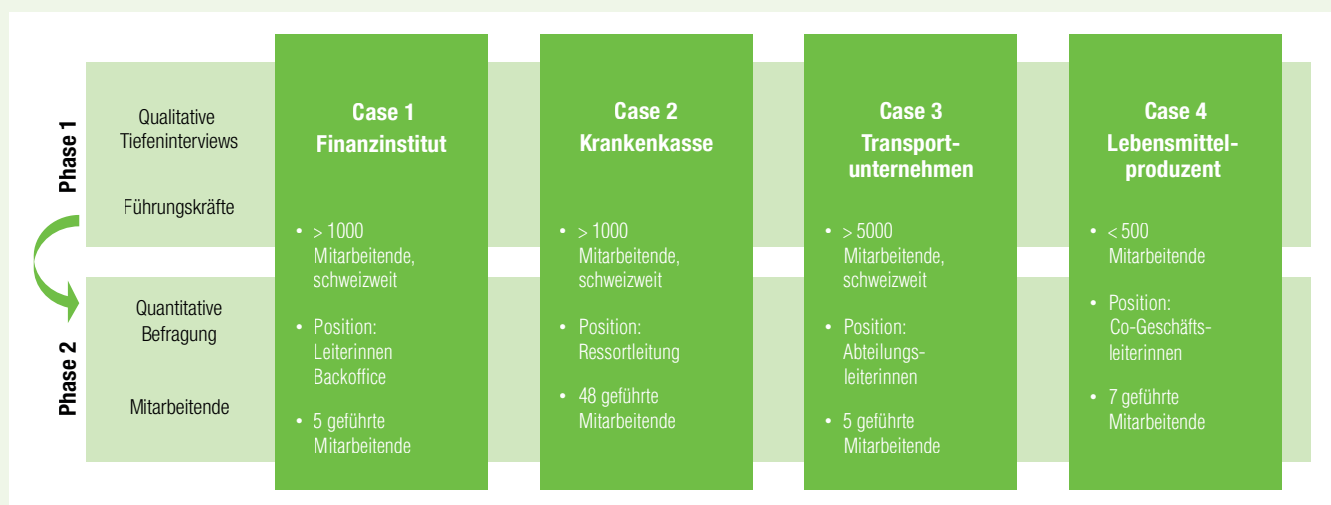 Phase 1
Qualitative
Tiefeninterviews
Führungskräfte
Phase 2
Quantitative
Befragung
Mitarbeitende
Case 1
Finanzinstitut
• > 1000
Mitarbeitende,
schweizweit
• Position:
Leiterinnen
Backoffice
• 5 geführte
Mitarbeitende
Case 2
Krankenkasse
• > 1000
Mitarbeitende,
schweizweit
• Position:
Ressortleitung
• 48 geführte
Mitarbeitende
Case 3
Transport-
unternehmen
• > 5000
Mitarbeitende,
schweizweit
• Position:
Abteilungs-
leiterinnen
• 5 geführte
Mitarbeitende
Case 4
Lebensmittel-
produzent
• < 500
Mitarbeitende
• Position:
Co-Geschäfts-
leiterinnen
• 7 geführte
Mitarbeitende